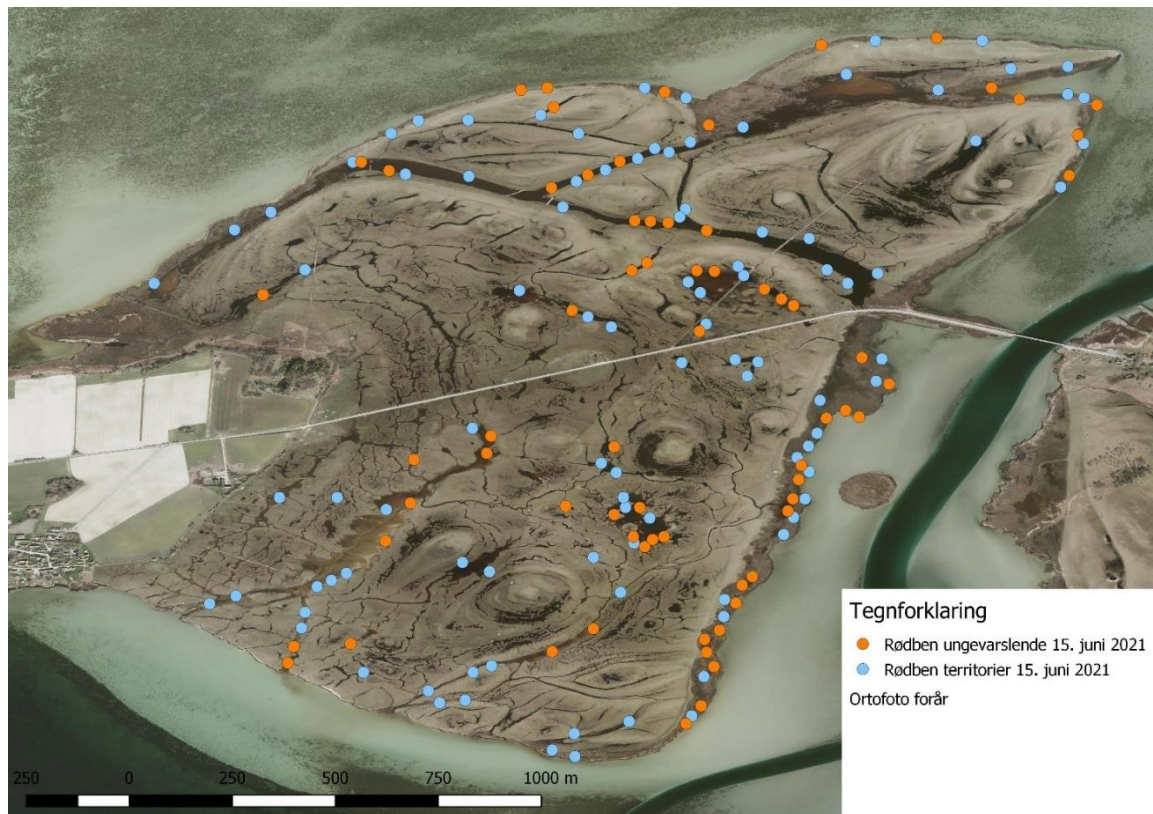 Tegnforklaring
Rødben ungevarslende 15. juni 2021
Rødben territorier 15. juni 2021
Ortofoto forår
250 0 250 500 750 1000 m